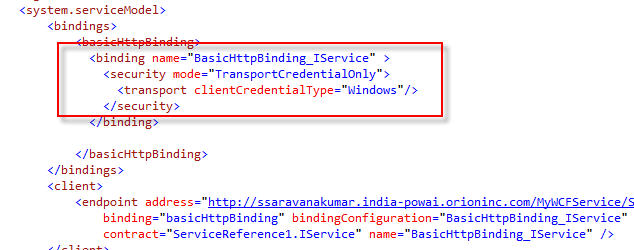 <system.serviceModel>
<bindings>
<basicHttpBinding>
<binding name="BasicHttpBinding_IService" >
<security mode="TransportCredentialOnly">
<transport clientCredentialType="Windows"/>
</security>
</binding>
</basicHttpBinding>
</bindings>
<client>
<endpoint address="http://ssaravanakumar.india-powai.orioninc.com/MyWCFService/S
binding="basicHttpBinding" bindingConfiguration="BasicHttpBinding_IService"
contract="ServiceReference1.IService" name="BasicHttpBinding_IService" />
</client>